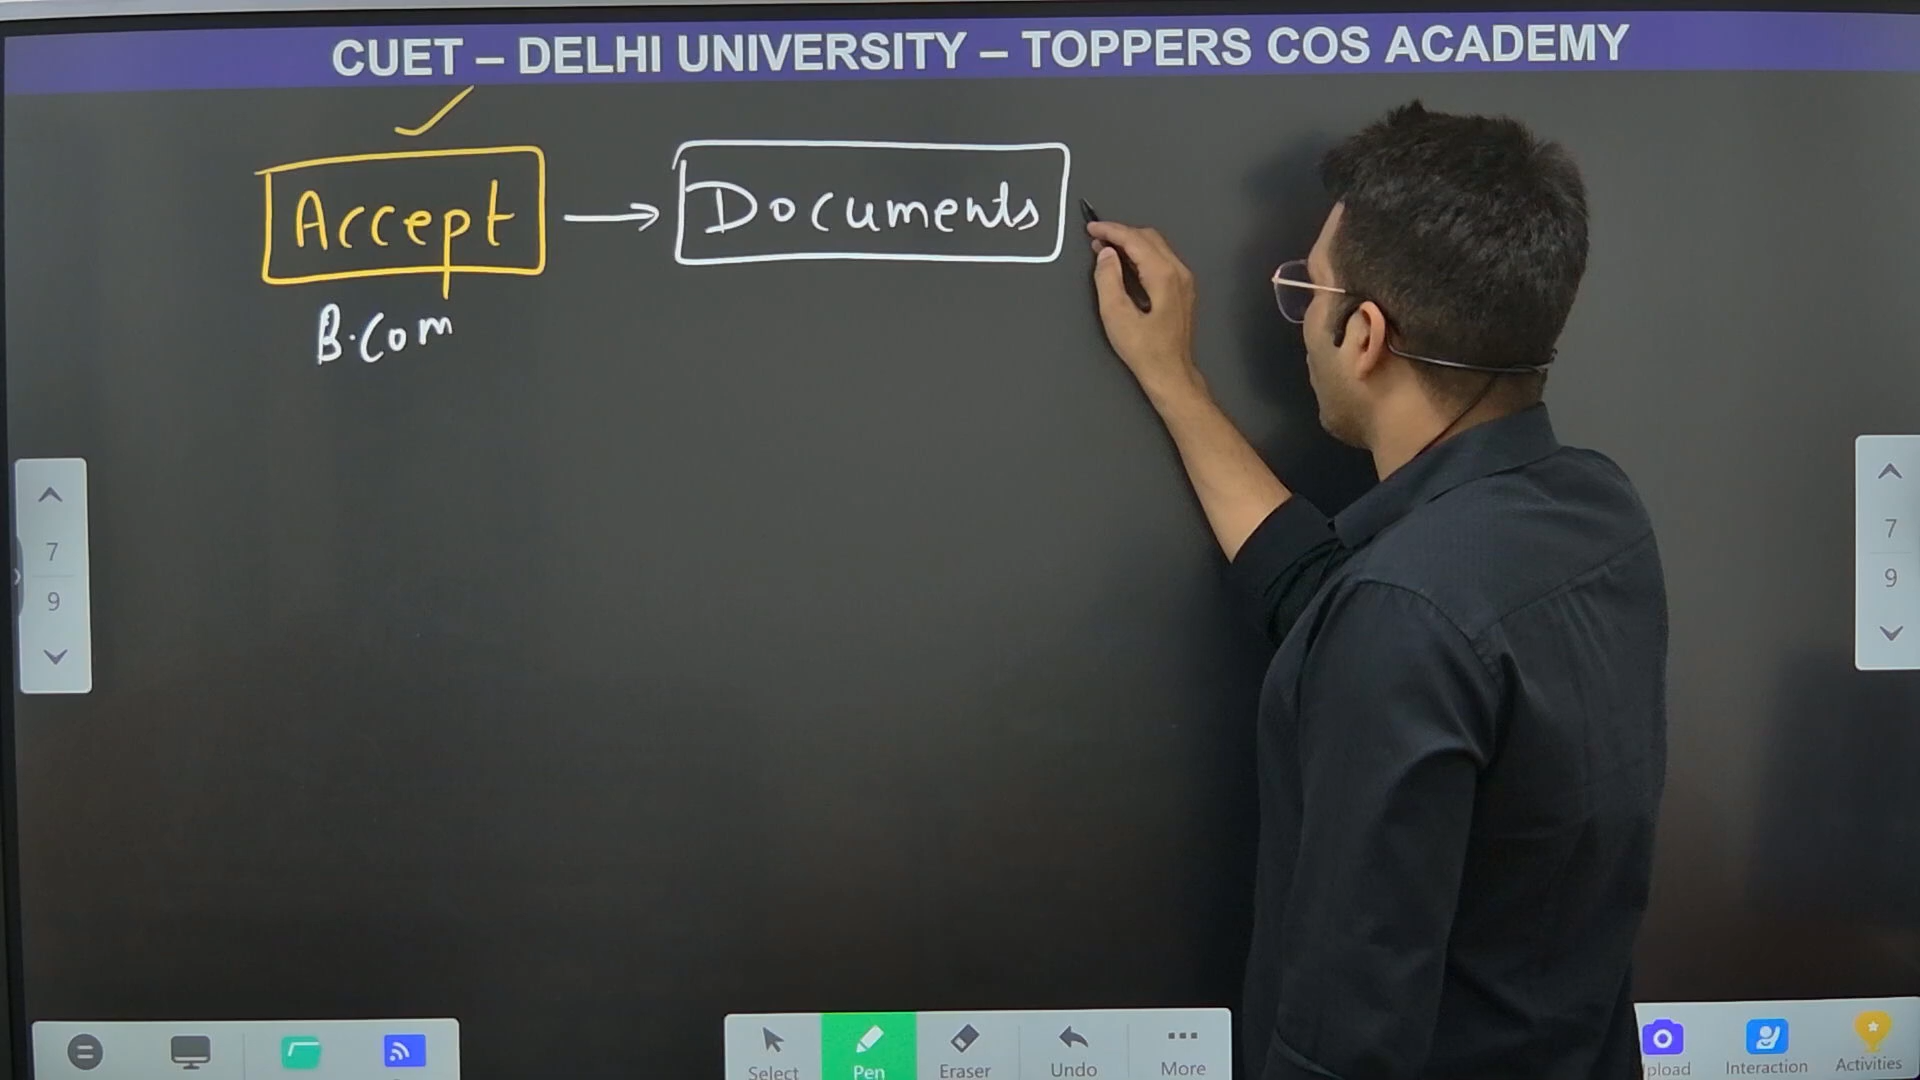 CUET – DELHI UNIVERSITY – TOPPERS COS ACADEMY
Accept → Documents
B.Com
7
9
7
9
Select Pen Eraser Undo More
pload Interaction Activities